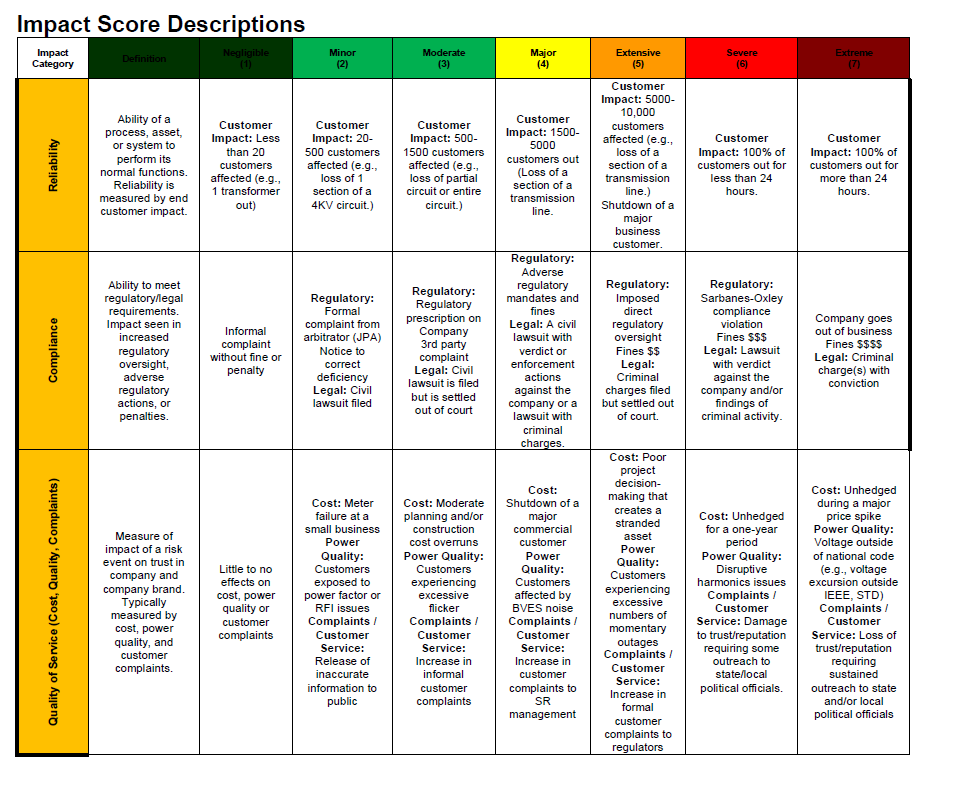 Impact Score Descriptions
Impact
Category
Definition
Negligible
(1)
Minor
(2)
Moderate
(3)
Major
(4)
Extensive
(5)
Severe
(6)
Extreme
(7)
Reliability
Ability of a
process, asset,
or system to
perform its
normal functions.
Reliability is
measured by end
customer impact.
Customer
Impact: Less
than 20
customers
affected (e.g.,
1 transformer
out)
Customer
Impact: 20-
500 customers
affected (e.g.,
loss of 1
section of a
4KV circuit.)
Customer
Impact: 500-
1500 customers
affected (e.g.,
loss of partial
circuit or entire
circuit.)
Customer
Impact: 1500-
5000
customers out
(Loss of a
section of a
transmission
line.
Customer
Impact: 5000-
10,000
customers
affected (e.g.,
loss of a
section of a
transmission
line.)
Shutdown of a
major
business
customer.
Customer
Impact: 100% of
customers out for
less than 24
hours.
Customer
Impact: 100% of
customers out for
more than 24
hours.
Compliance
Ability to meet
regulatory/legal
requirements.
Impact seen in
increased
regulatory
oversight,
adverse
regulatory
actions, or
penalties.
Informal
complaint
without fine or
penalty
Regulatory:
Formal
complaint from
arbitrator (JPA)
Notice to
correct
deficiency
Legal: Civil
lawsuit filed
Regulatory:
Regulatory
prescription on
Company
3rd party
complaint
Legal: Civil
lawsuit is filed
but is settled
out of court
Regulatory:
Adverse
regulatory
mandates and
fines
Legal: A civil
lawsuit with
verdict or
enforcement
actions
against the
company or a
lawsuit with
criminal
charges.
Regulatory:
Imposed
direct
regulatory
oversight
Fines $$
Legal:
Criminal
charges filed
but settled out
of court.
Regulatory:
Sarbanes-Oxley
compliance
violation
Fines $$$
Legal: Lawsuit
with verdict
against the
company and/or
findings of
criminal activity.
Company goes
out of business
Fines $$$$
Legal: Criminal
charge(s) with
conviction
Quality of Service (Cost, Quality, Complaints)
Measure of
impact of a risk
event on trust in
company and
company brand.
Typically
measured by
cost, power
quality, and
customer
complaints.
Little to no
effects on
cost, power
quality or
customer
complaints
Cost: Meter
failure at a
small business
Power
Quality:
Customers
exposed to
power factor or
RFI issues
Complaints /
Customer
Service:
Release of
inaccurate
information to
public
Cost: Moderate
planning and/or
construction
cost overruns
Power Quality:
Customers
experiencing
excessive
flicker
Complaints /
Customer
Service:
Increase in
informal
customer
complaints
Cost:
Shutdown of a
major
commercial
customer
Power
Quality:
Customers
affected by
BVES noise
Complaints /
Customer
Service:
Increase in
customer
complaints to
SR
management
Cost: Poor
project
decision-
making that
creates a
stranded
asset
Power
Quality:
Customers
experiencing
excessive
numbers of
momentary
outages
Complaints /
Customer
Service:
Increase in
formal
customer
complaints to
regulators
Cost: Unhedged
for a one-year
period
Power Quality:
Disruptive
harmonics issues
Complaints /
Customer
Service: Damage
to trust/reputation
requiring some
outreach to
state/local
political officials.
Cost: Unhedged
during a major
price spike
Power Quality:
Voltage outside
of national code
(e.g., voltage
excursion outside
IEEE, STD)
Complaints /
Customer
Service: Loss of
trust/reputation
requiring
sustained
outreach to state
and/or local
political officials